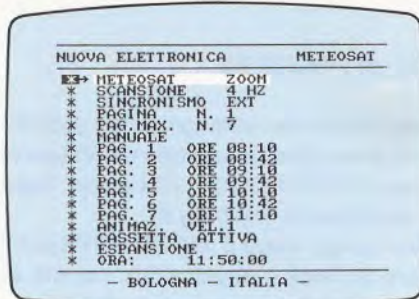 NUOVA ELETTRONICA METEOSAT
METEOSAT ZOOM
* SCANSIONE 4 HZ
* SINCRONISMO EXT
* PAGINA N. 1
* PAG.MAX. N. 7
* MANUALE
* PAG. 1 ORE 08:10
* PAG. 2 ORE 08:42
* PAG. 3 ORE 09:10
* PAG. 4 ORE 09:42
* PAG. 5 ORE 10:10
* PAG. 6 ORE 10:42
* PAG. 7 ORE 11:10
* ANIMAZ. VEL.1
* CASSETTA ATTIVA
* ESPANSIONE
* ORA: 11:50:00
— BOLOGNA — ITALIA —